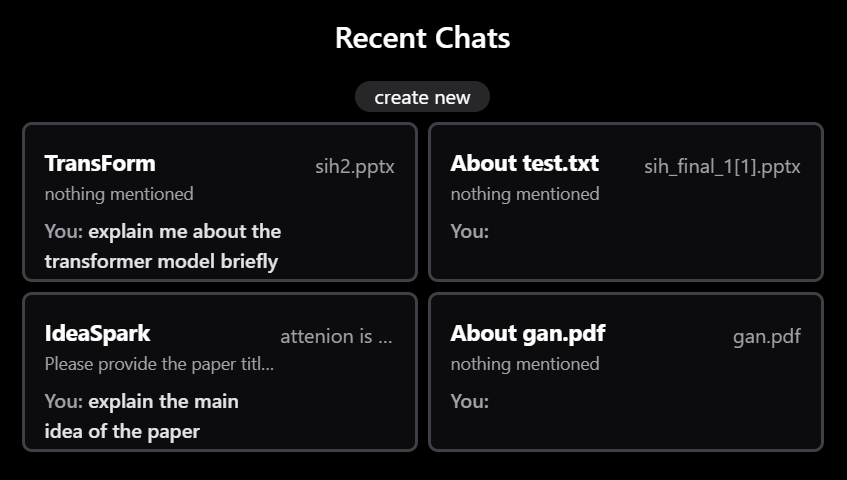 Recent Chats
create new
TransForm
sih2.pptx
nothing mentioned
You: explain me about the
transformer model briefly
About test.txt
sih_final_1[1].pptx
nothing mentioned
You:
IdeaSpark
attenion is ...
Please provide the paper titl...
You: explain the main
idea of the paper
About gan.pdf
gan.pdf
nothing mentioned
You: